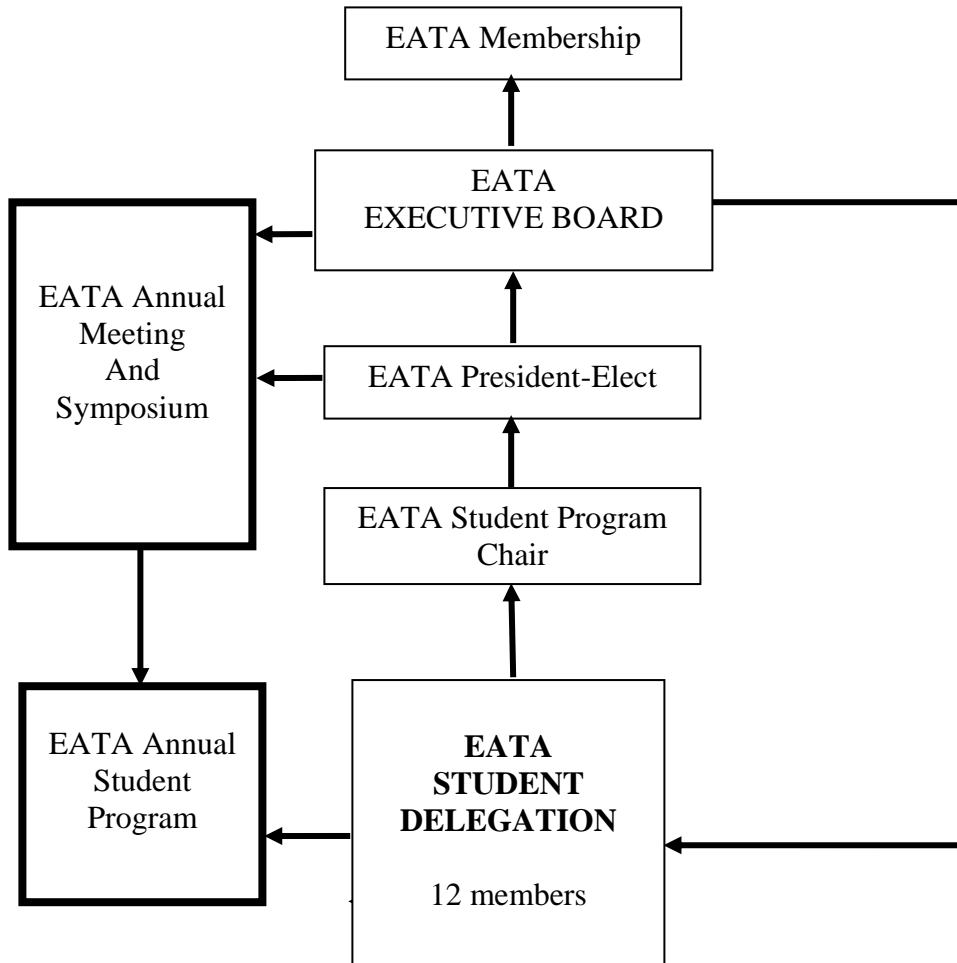 EATA Membership
EATA
EXECUTIVE BOARD
EATA Annual
Meeting
And
Symposium
EATA President-Elect
EATA Student Program
Chair
EATA Annual
Student
Program
EATA
STUDENT
DELEGATION
12 members